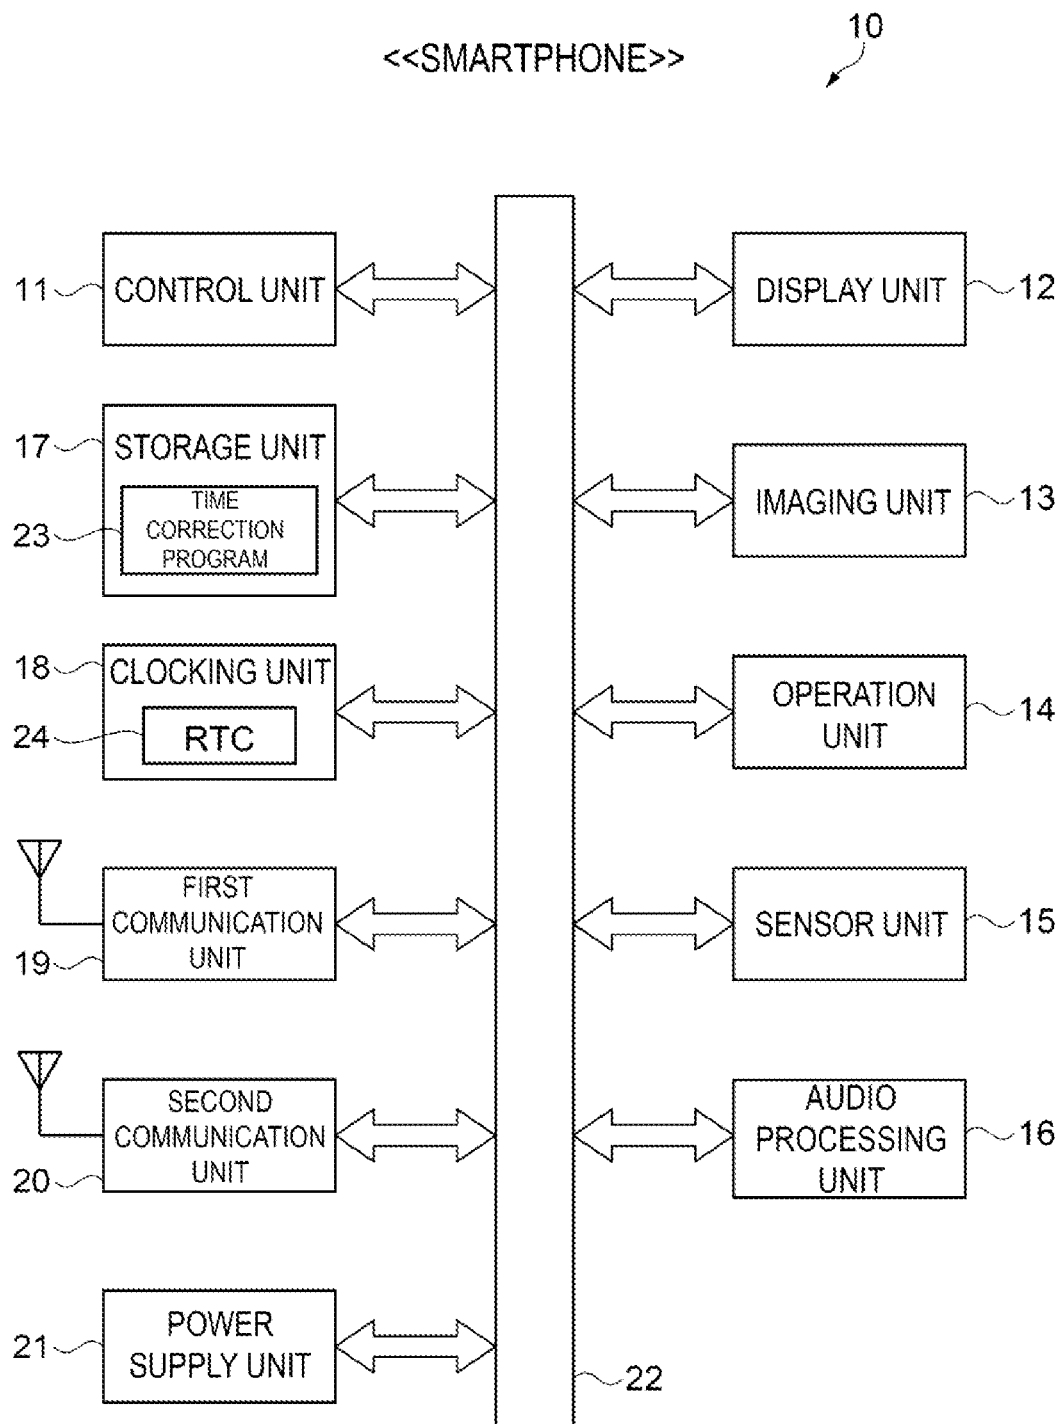 10
<<SMARTPHONE>>
11
CONTROL UNIT
DISPLAY UNIT
12
17
STORAGE UNIT
23
TIME
CORRECTION
PROGRAM
IMAGING UNIT
13
18
CLOCKING UNIT
24
RTC
OPERATION
UNIT
14
FIRST
COMMUNICATION
UNIT
19
SENSOR UNIT
15
SECOND
COMMUNICATION
UNIT
20
AUDIO
PROCESSING
UNIT
16
21
POWER
SUPPLY UNIT
22